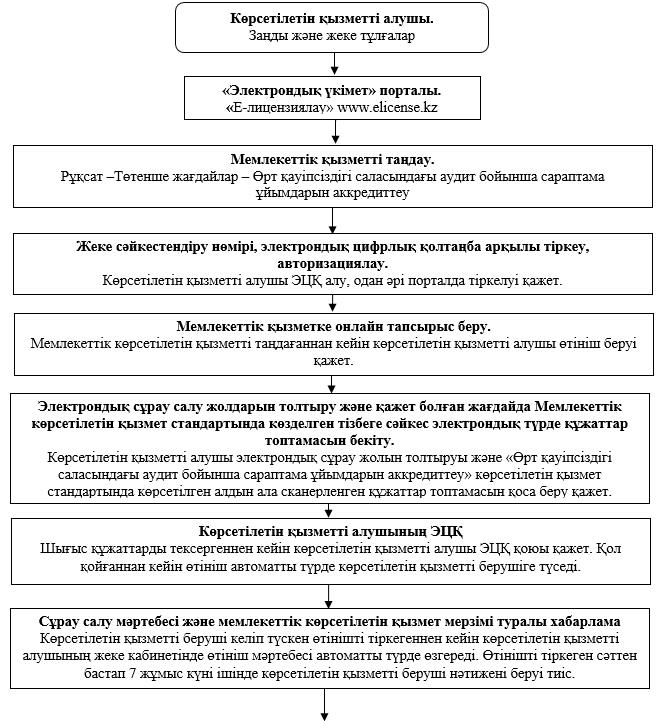 Көрсетілетін қызметті алушы.
Заңды және жеке тұлғалар
«Электрондық үкімет» порталы.
«Е-лицензиялау» www.elicense.kz
Мемлекеттік қызметті таңдау.
Рұқсат –Төтенше жағдайлар – Өрт қауіпсіздігі саласындағы аудит бойынша сараптама
ұйымдарын аккредиттеу
Жеке сәйкестендіру нөмірі, электрондық цифрлық қолтаңба арқылы тіркеу,
авторизациялау.
Көрсетілетін қызметті алушы ЭЦҚ алу, одан әрі порталда тіркелуі қажет.
Мемлекеттік қызметке онлайн тапсырыс беру.
Мемлекеттік көрсетілетін қызметті таңдағаннан кейін көрсетілетін қызметті алушы өтініш беруі
қажет.
Электрондық сұрау салу жолдарын толтыру және қажет болған жағдайда Мемлекеттік
көрсетілетін қызмет стандартында көзделген тізбеге сәйкес электрондық түрде құжаттар
топтамасын бекіту.
Көрсетілетін қызметті алушы электрондық сұрау жолын толтыруы және «Өрт қауіпсіздігі
саласындағы аудит бойынша сараптама ұйымдарын аккредиттеу» көрсетілетін қызмет
стандартында көрсетілген алдын ала сканерленген құжаттар топтамасын қоса беру қажет.
Көрсетілетін қызметті алушының ЭЦҚ
Шығыс құжаттарды тексергеннен кейін көрсетілетін қызметті алушы ЭЦҚ қоюы қажет. Қол
қойғаннан кейін өтініш автоматты түрде көрсетілетін қызметті берушіге түседі.
Сұрау салу мәртебесі және мемлекеттік көрсетілетін қызмет мерзімі туралы хабарлама
Көрсетілетін қызметті беруші келіп түскен өтінішті тіркегеннен кейін көрсетілетін қызметті
алушының жеке кабинетінде өтініш мәртебесі автоматты түрде өзгереді. Өтінішті тіркеген сәттен
бастап 7 жұмыс күні ішінде көрсетілетін қызметті беруші нәтижені беруі тиіс.